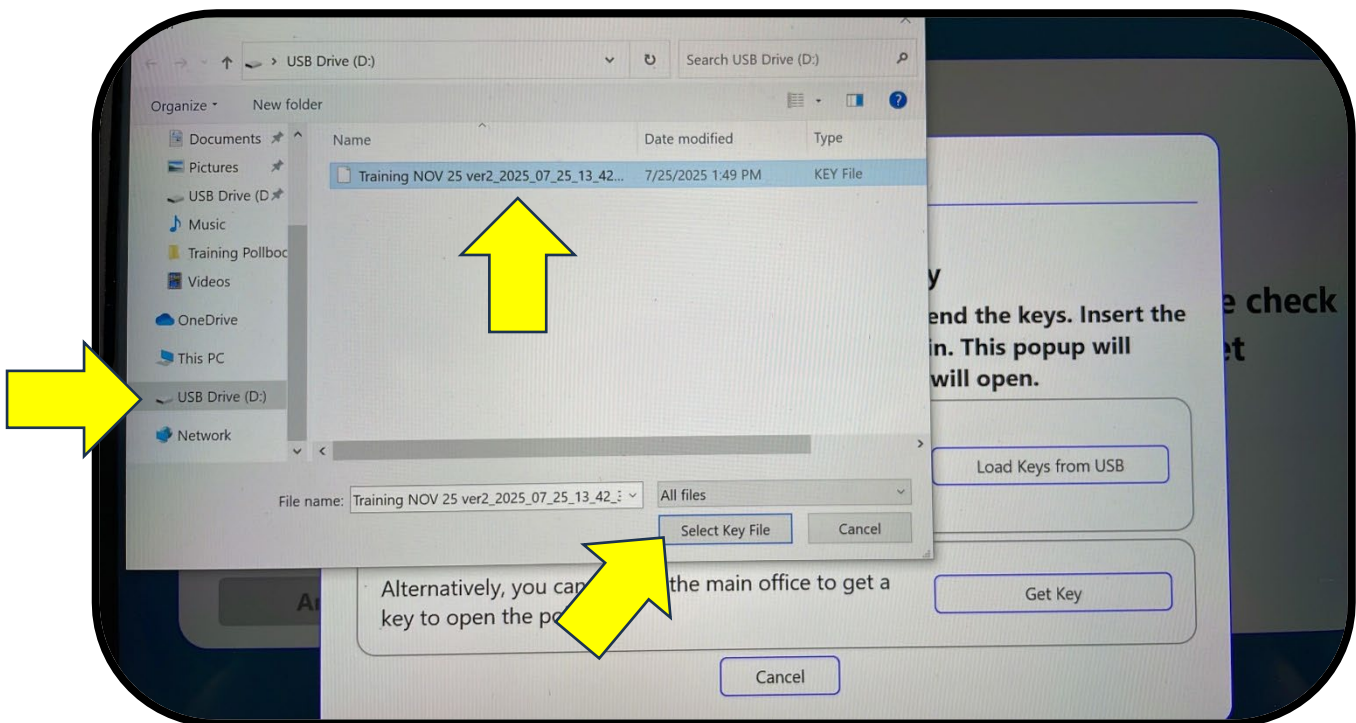 USB Drive (D:)
Search USB Drive (D:)
Organize
New folder
Documents
Pictures
USB Drive (D
Music
Training Pollboo
Videos
OneDrive
This PC
USB Drive (D:)
Network
Name Date modified Type
Training NOV 25 ver2_2025_07_25_13_42... 7/25/2025 1:49 PM KEY File
File name: Training NOV 25 ver2_2025_07_25_13_42_
All files
Select Key File Cancel
y
end the keys. Insert the
in. This popup will
will open.
e check
et
Load Keys from USB
Alternatively, you can the main office to get a
key to open the po
Get Key
Cancel